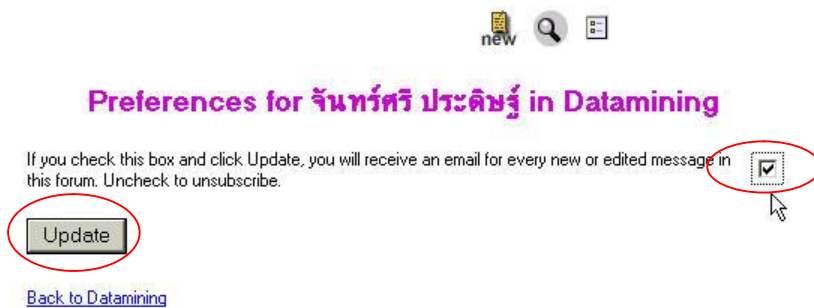 new
Preferences for จันทร์ศรี ประดิษฐ์ in Datamining
If you check this box and click Update, you will receive an email for every new or edited message in
this forum. Uncheck to unsubscribe.
Update
Back to Datamining